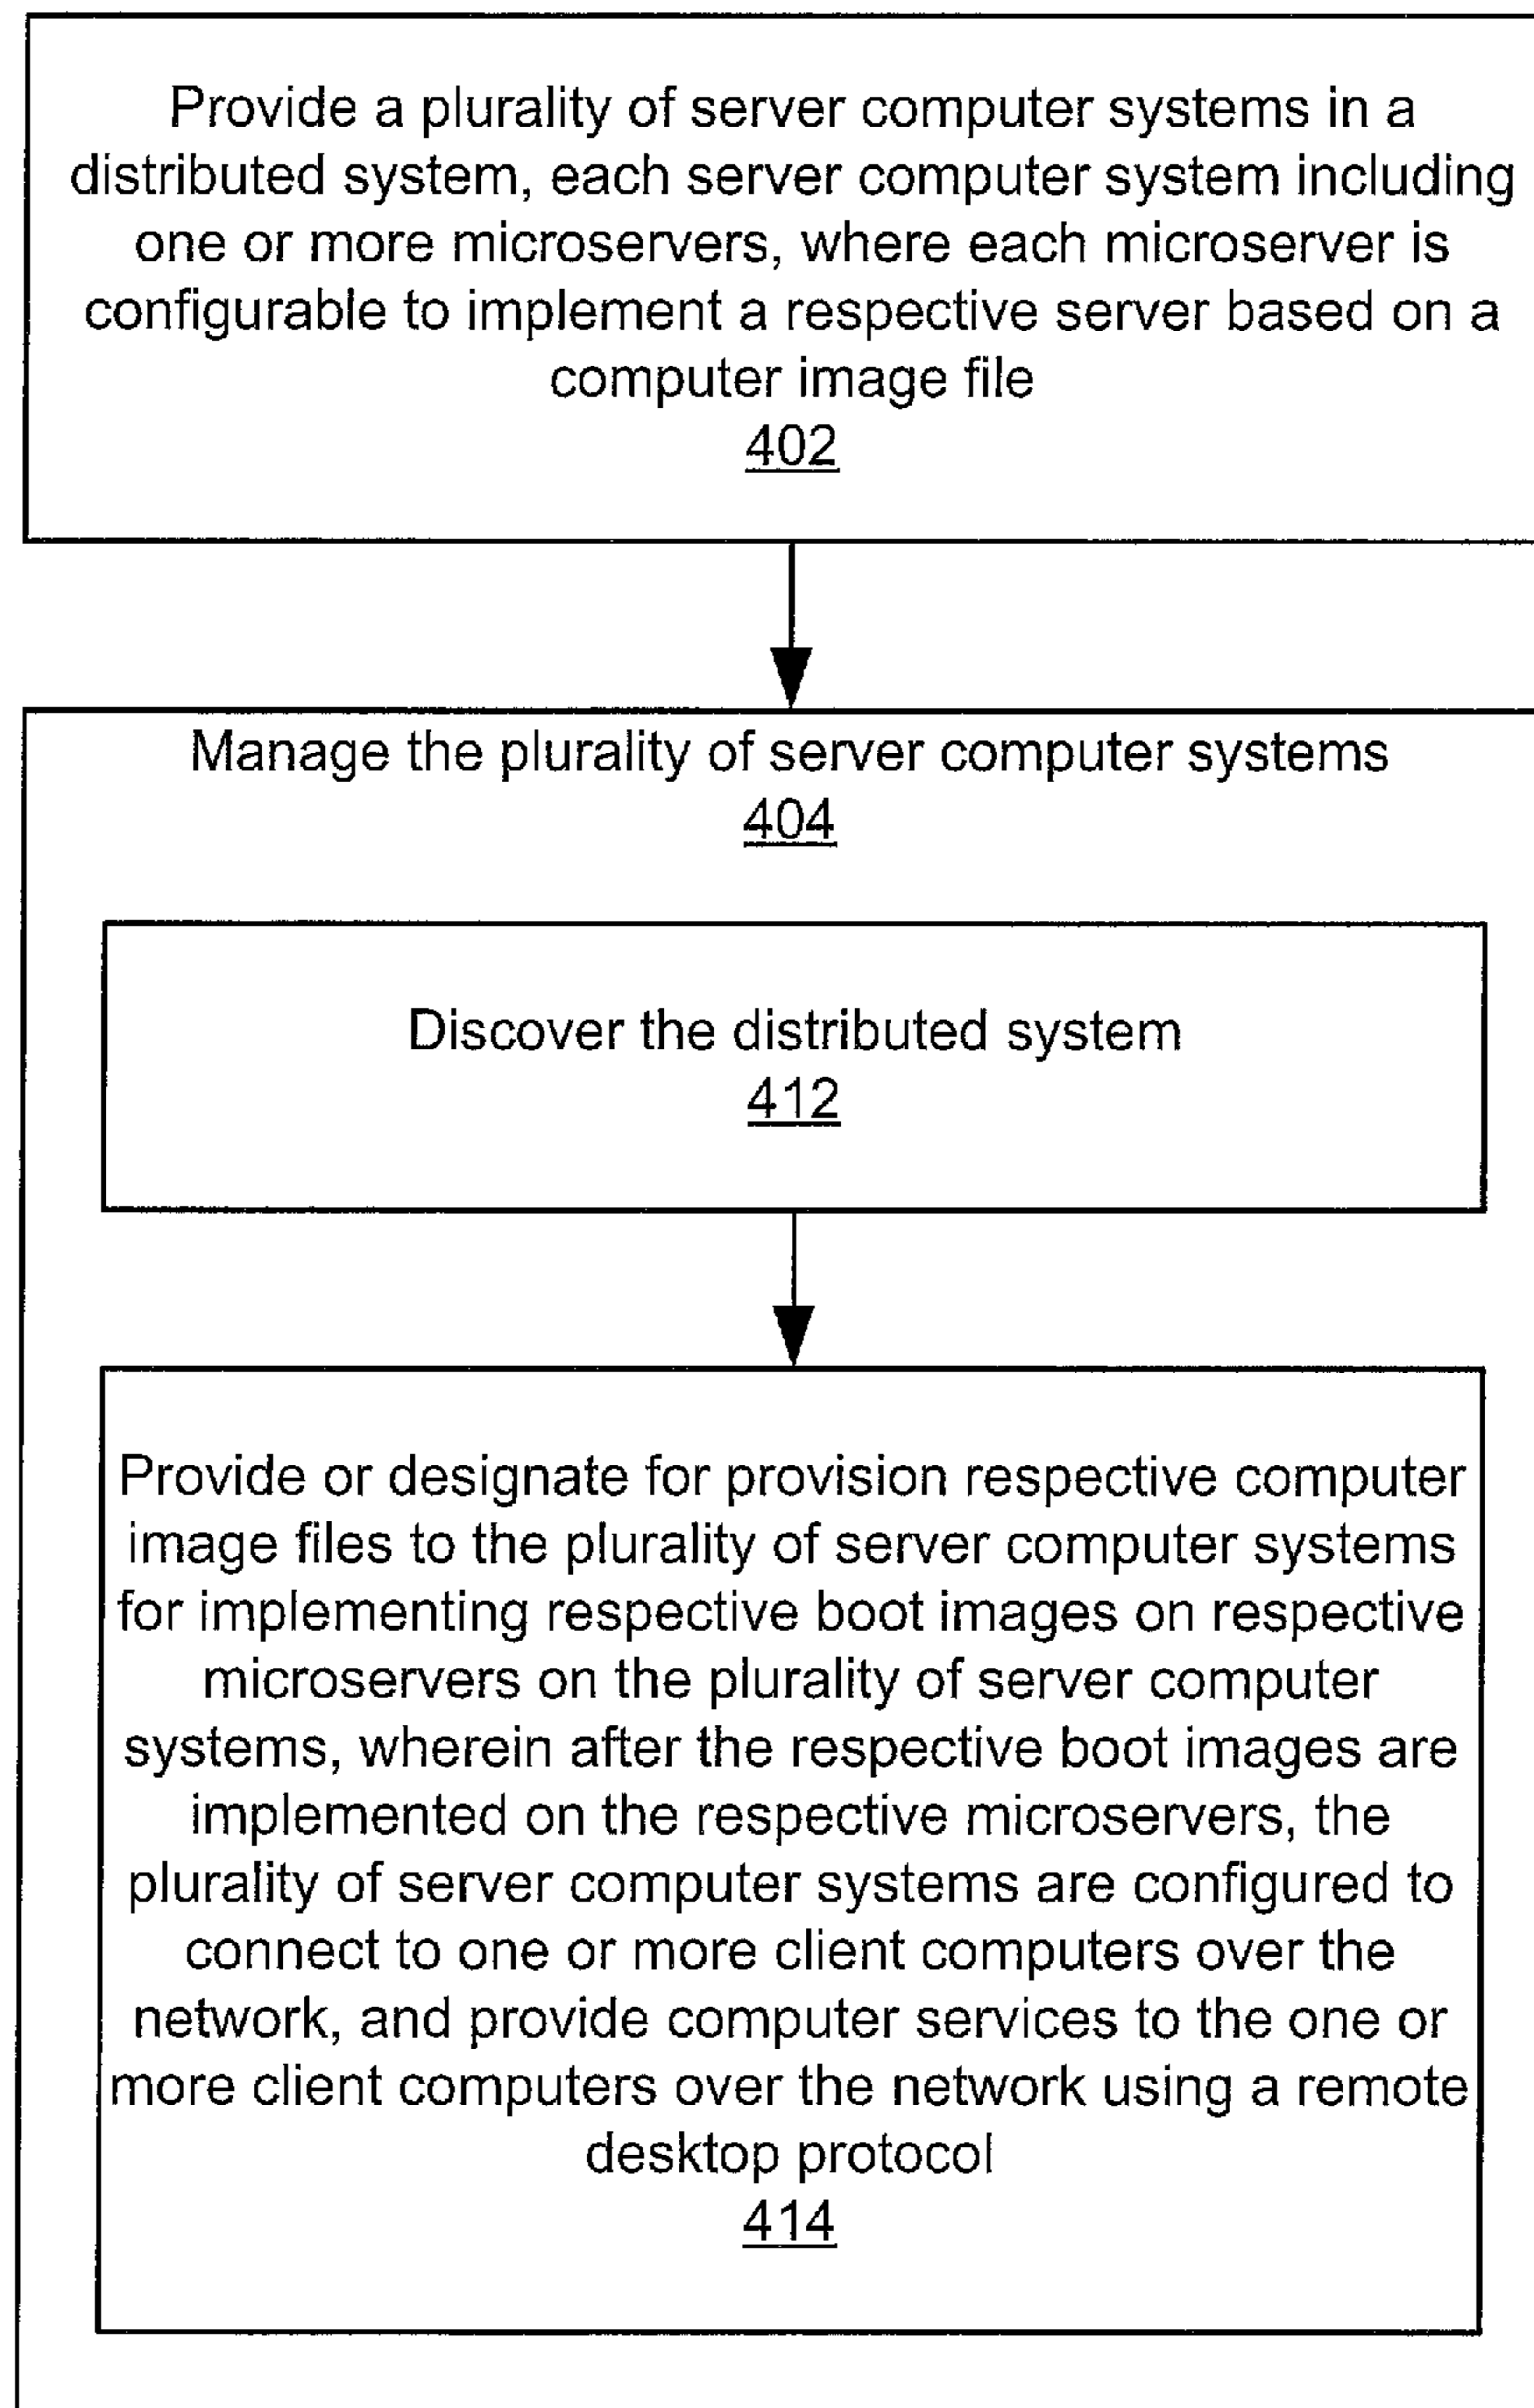 Provide a plurality of server computer systems in a
distributed system, each server computer system including
one or more microservers, where each microserver is
configurable to implement a respective server based on a
computer image file
402
Manage the plurality of server computer systems
404
Discover the distributed system
412
Provide or designate for provision respective computer
image files to the plurality of server computer systems
for implementing respective boot images on respective
microservers on the plurality of server computer
systems, wherein after the respective boot images are
implemented on the respective microservers, the
plurality of server computer systems are configured to
connect to one or more client computers over the
network, and provide computer services to the one or
more client computers over the network using a remote
desktop protocol
414